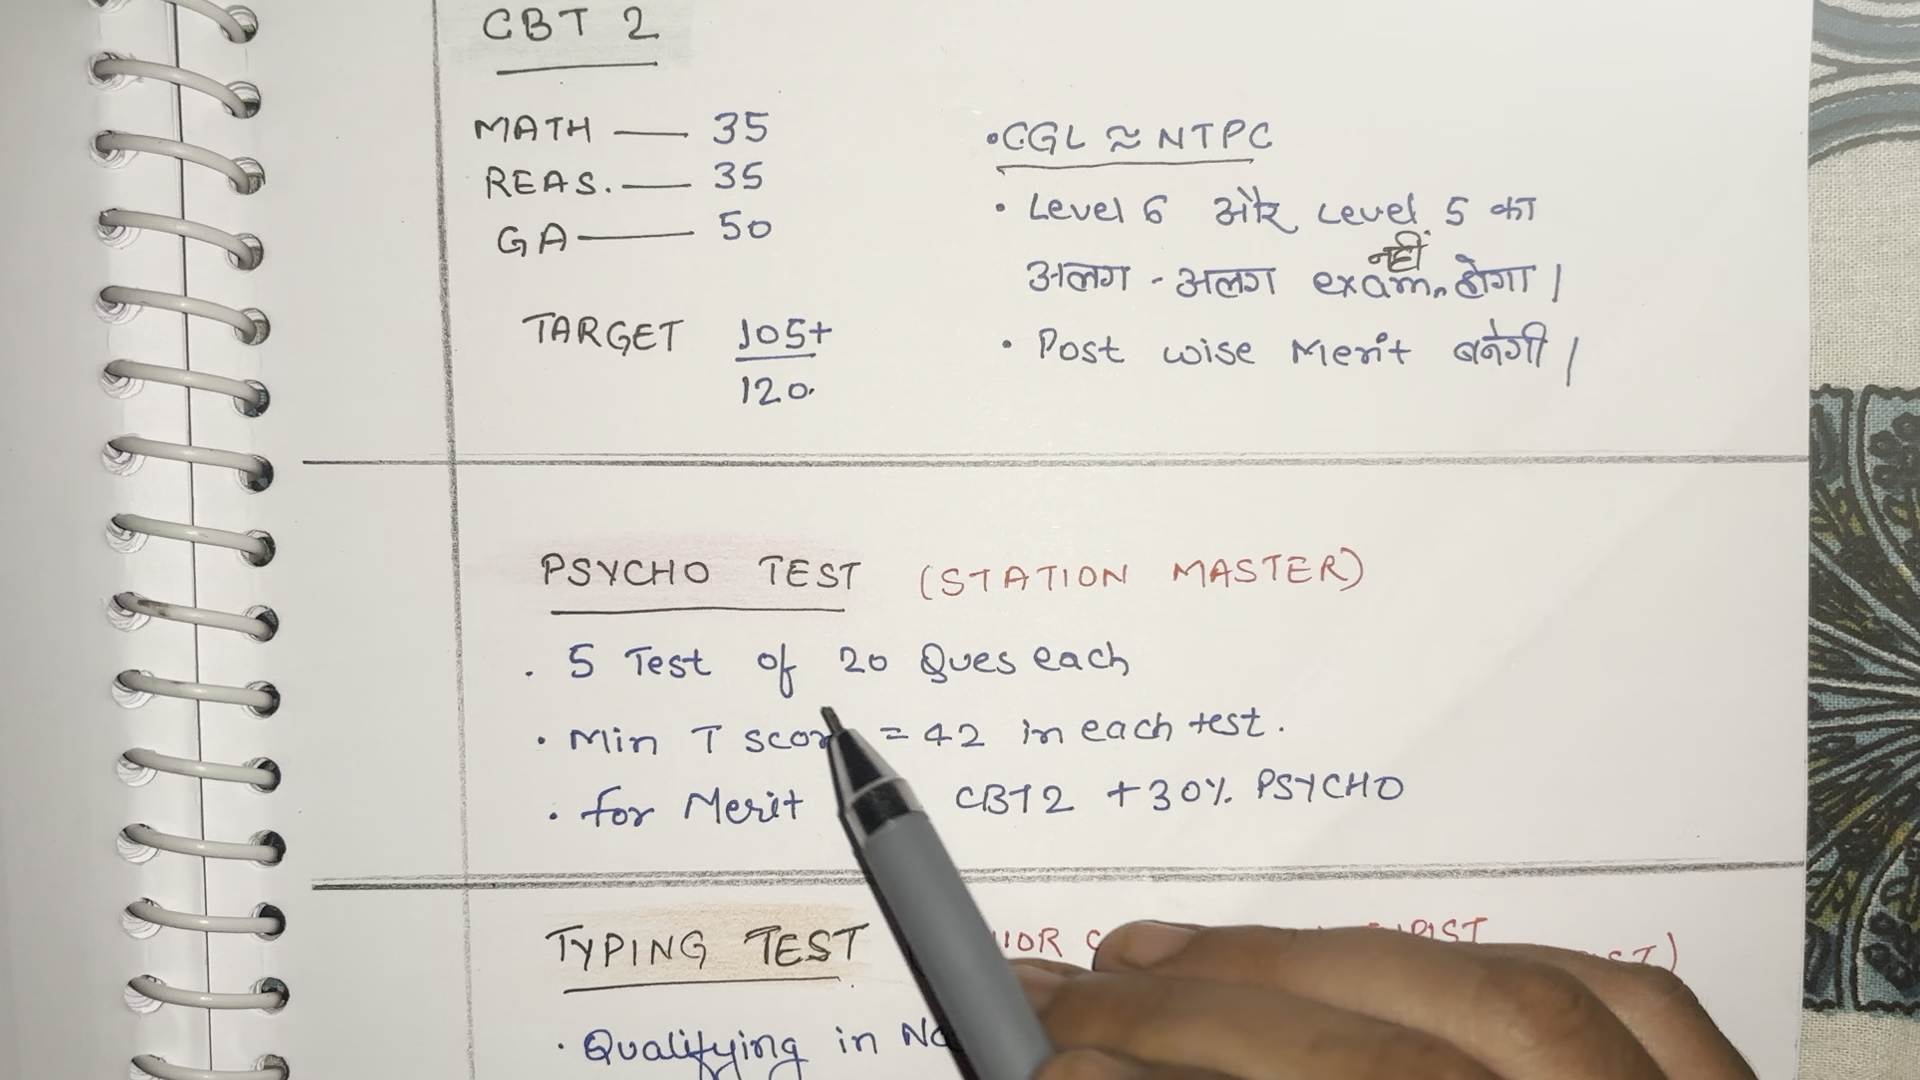 CBT 2
MATH — 35
REAS. — 35
GA — 50
TARGET 105+
120
• CGL ≈ NTPC
• Level 6 और Level 5 का
नहीं
अलग - अलग exam होगा।
• Post wise Merit बनेगी।
PSYCHO TEST (STATION MASTER)
• 5 Test of 20 Ques each
• Min T = 42 in each test.
• for Merit CBT2 + 30% PSYCHO
TYPING TEST
• Qualifying in